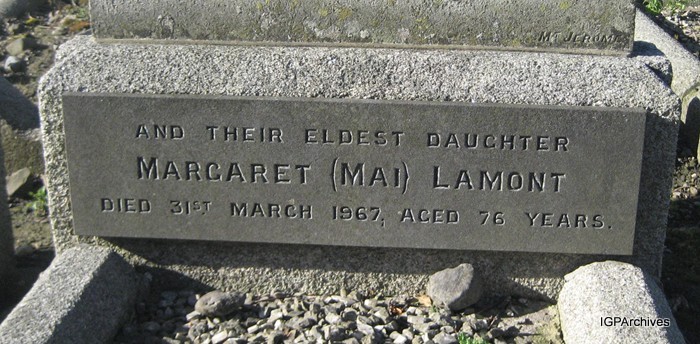 MT JEROME
AND THEIR ELDEST DAUGHTER
MARGARET (MAI) LAMONT
DIED 31ST MARCH 1967, AGED 76 YEARS.
IGPArchives